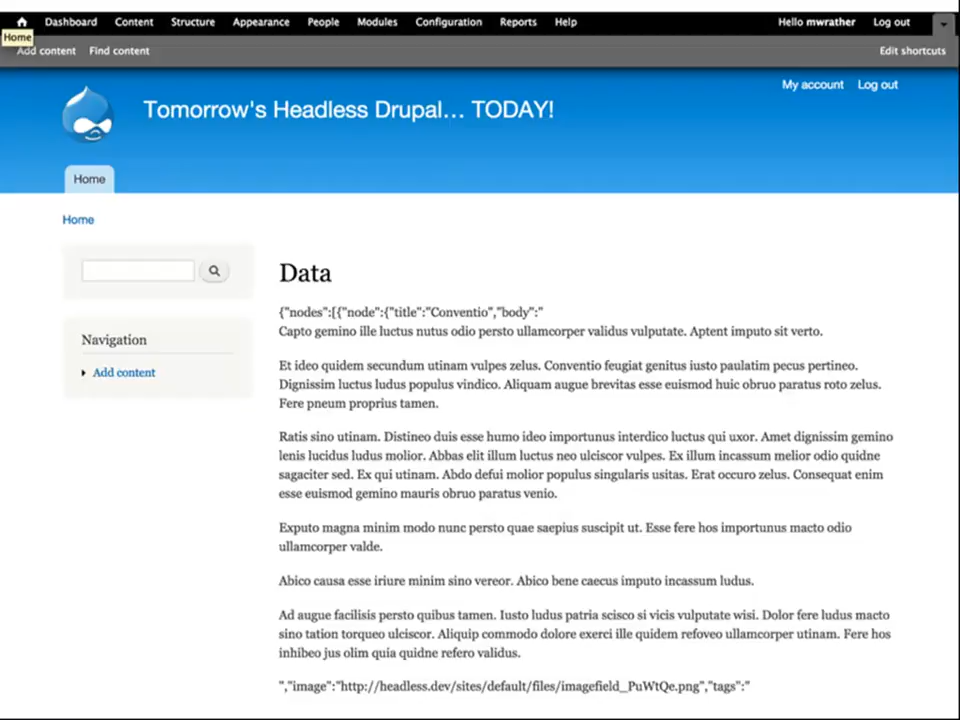 Dashboard Content Structure Appearance People Modules Configuration Reports Help Hello mwrather Log out
Home
Add content Find content Edit shortcuts
My account Log out
Tomorrow's Headless Drupal... TODAY!
Home
Home
Data
{"nodes":[{"node":{"title":"Conventio","body":"
Capto gemino ille luctus nutus odio persto ullamcorper validus vulputate. Aptent imputo sit verto.
Navigation
Add content
Et ideo quidem secundum utinam vulpes zelus. Conventio feugiat genitus iusto paulatim pecus pertineo.
Dignissim luctus ludus populus vindico. Aliquam augue brevitas esse euismod huic obruo paratus roto zelus.
Fere pneum proprius tamen.
Ratis sino utinam. Distineo duis esse humo ideo importunus interdico luctus qui uxor. Amet dignissim gemino
lenis lucidus ludus molior. Abbas elit illum luctus neo ulciscor vulpes. Ex illum incassum melior odio quidne
sagaciter sed. Ex qui utinam. Abdo defui molior populus singularis usitas. Erat occuro zelus. Consequat enim
esse euismod gemino mauris obruo paratus venio.
Exputo magna minim modo nunc persto quae saepius suscipit ut. Esse fere hos importunus macto odio
ullamcorper valde.
Abico causa esse iriure minim sino vereor. Abico bene caecus imputo incassum ludus.
Ad augue facilisis persto quibus tamen. Iusto ludus patria scisco si vicis vulputate wisi. Dolor fere ludus macto
sino tation torqueo ulciscor. Aliquip commodo dolore exerci ille quidem refoveo ullamcorper utinam. Fere hos
inhibeo jus olim quia quidne refero validus.
","image":"http://headless.dev/sites/default/files/imagefield_PuWtQe.png","tags":"